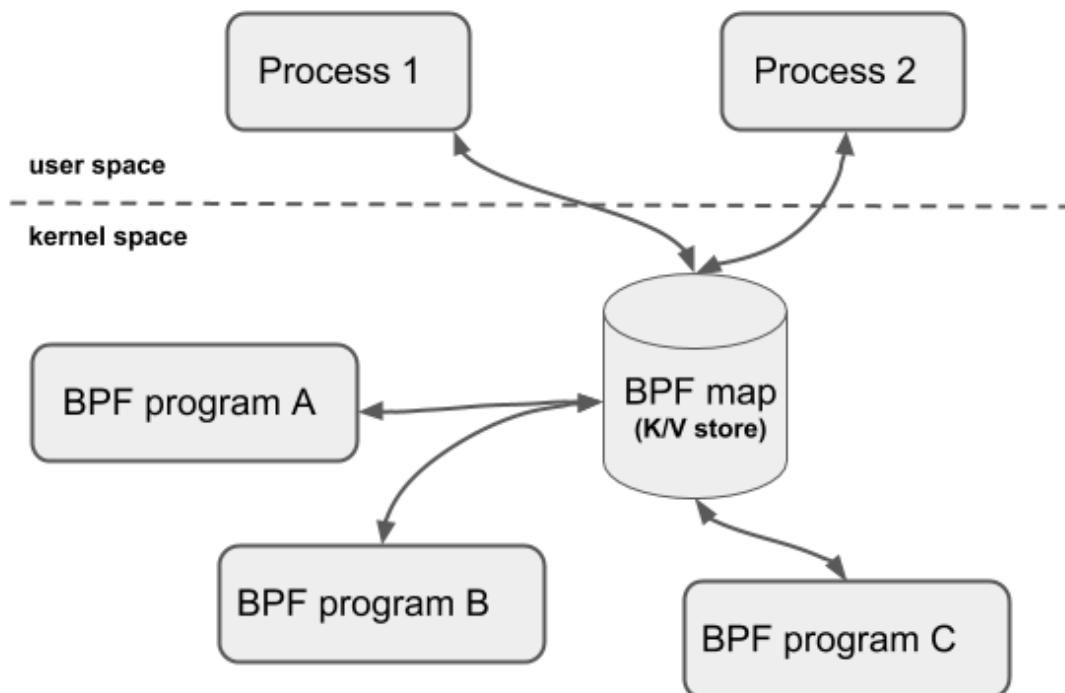 Process 1
Process 2
user space
kernel space
BPF program A
BPF map
(K/V store)
BPF program B
BPF program C